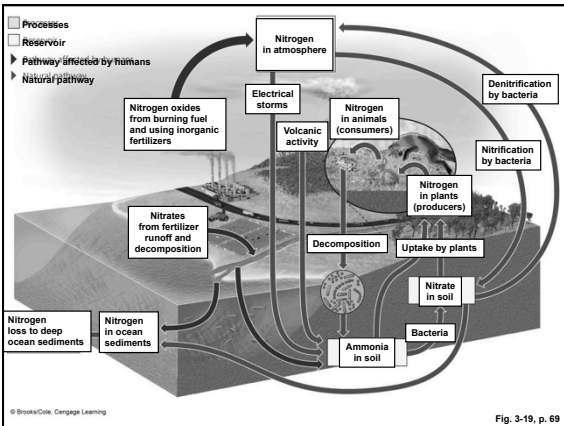 Processes
Reservoir
Pathway affected by humans
Natural pathway
Nitrogen
in atmosphere
Nitrogen oxides
from burning fuel
and using inorganic
fertilizers
Electrical
storms
Volcanic
activity
Nitrogen
in animals
(consumers)
Denitrification
by bacteria
Nitrification
by bacteria
Nitrogen
in plants
(producers)
Nitrates
from fertilizer
runoff and
decomposition
Decomposition
Uptake by plants
Nitrate
in soil
Nitrogen
loss to deep
ocean sediments
Nitrogen
in ocean
sediments
Ammonia
in soil
Bacteria
© Brooks/Cole, Cengage Learning
Fig. 3-19, p. 69